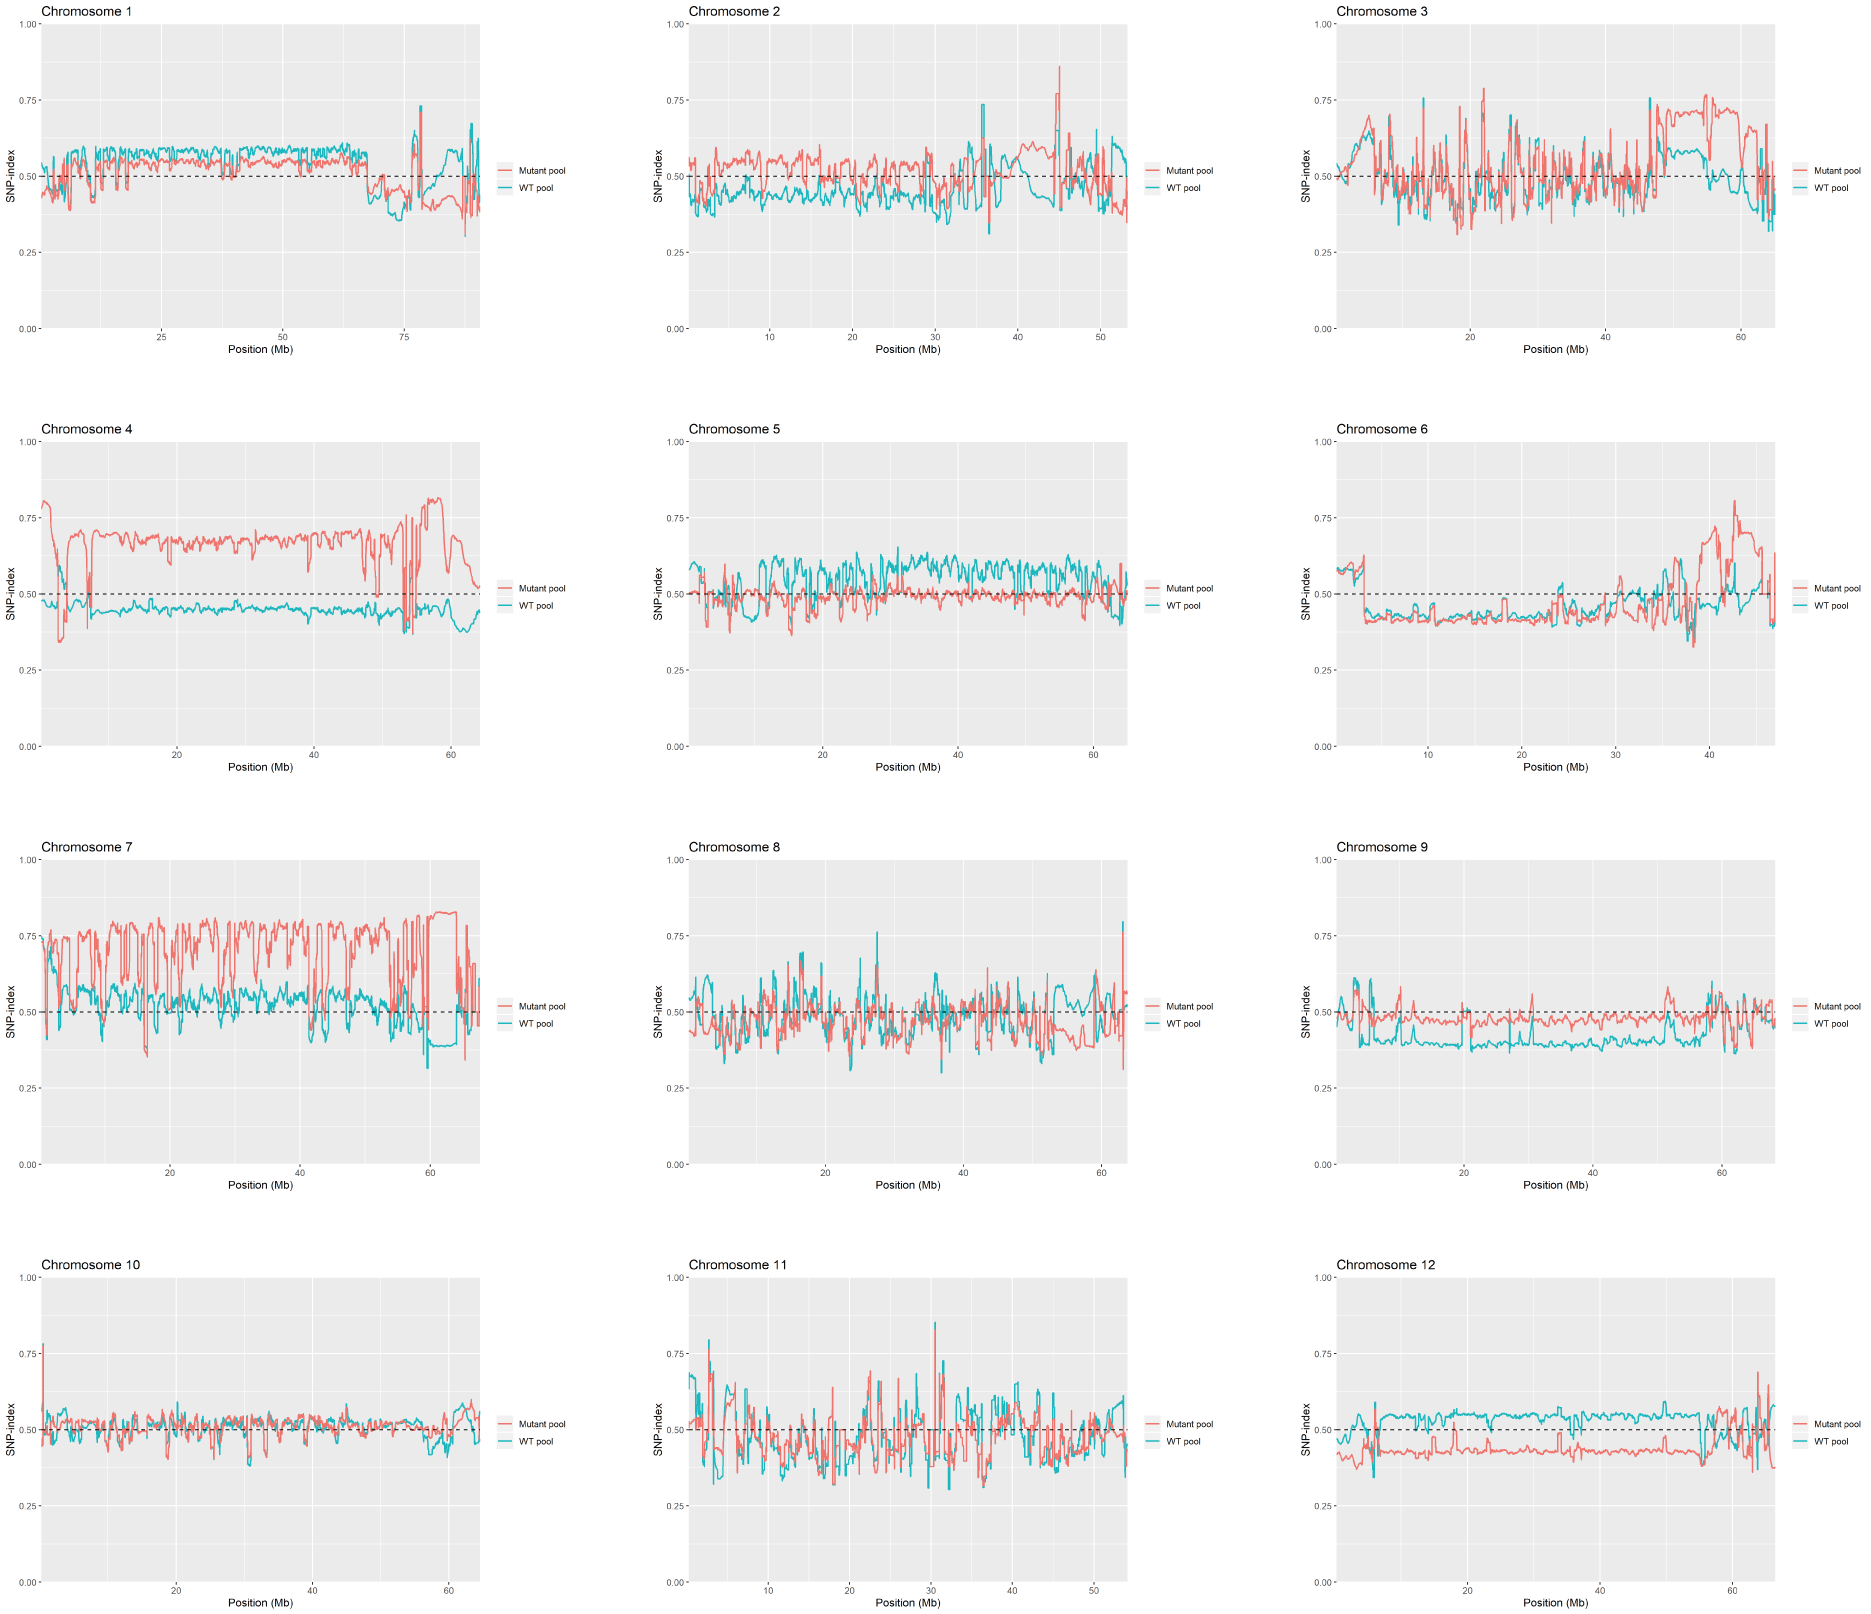 Chromosome 1
1.00
0.75
0.50
0.25
0.00
SNP-index
25
50
75
Position (Mb)
Mutant pool
WT pool
Chromosome 2
1.00
0.75
0.50
0.25
0.00
SNP-index
10
20
30
40
50
Position (Mb)
Mutant pool
WT pool
Chromosome 3
1.00
0.75
0.50
0.25
0.00
SNP-index
20
40
60
Position (Mb)
Mutant pool
WT pool
Chromosome 4
1.00
0.75
0.50
0.25
0.00
SNP-index
20
40
60
Position (Mb)
Mutant pool
WT pool
Chromosome 5
1.00
0.75
0.50
0.25
0.00
SNP-index
20
40
60
Position (Mb)
Mutant pool
WT pool
Chromosome 6
1.00
0.75
0.50
0.25
0.00
SNP-index
10
20
30
40
Position (Mb)
Mutant pool
WT pool
Chromosome 7
1.00
0.75
0.50
0.25
0.00
SNP-index
20
40
60
Position (Mb)
Mutant pool
WT pool
Chromosome 8
1.00
0.75
0.50
0.25
0.00
SNP-index
20
40
60
Position (Mb)
Mutant pool
WT pool
Chromosome 9
1.00
0.75
0.50
0.25
0.00
SNP-index
20
40
60
Position (Mb)
Mutant pool
WT pool
Chromosome 10
1.00
0.75
0.50
0.25
0.00
SNP-index
20
40
60
Position (Mb)
Mutant pool
WT pool
Chromosome 11
1.00
0.75
0.50
0.25
0.00
SNP-index
10
20
30
40
50
Position (Mb)
Mutant pool
WT pool
Chromosome 12
1.00
0.75
0.50
0.25
0.00
SNP-index
20
40
60
Position (Mb)
Mutant pool
WT pool